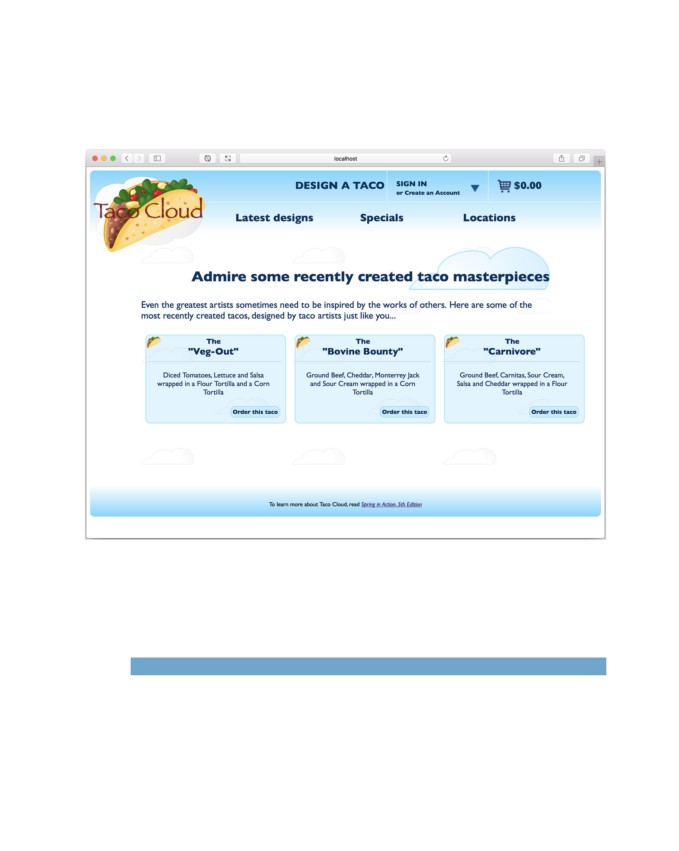 localhost
DESIGN A TACO
SIGN IN
or Create an Account
$0.00
Taco Cloud
Latest designs
Specials
Locations
Admire some recently created taco masterpieces
Even the greatest artists sometimes need to be inspired by the works of others. Here are some of the
most recently created tacos, designed by taco artists just like you...
The
"Veg-Out"
Diced Tomatoes, Lettuce and Salsa
wrapped in a Flour Tortilla and a Corn
Tortilla
Order this taco
The
"Bovine Bounty"
Ground Beef, Cheddar, Monterrey Jack
and Sour Cream wrapped in a Corn
Tortilla
Order this taco
The
"Carnivore"
Ground Beef, Carnitas, Sour Cream,
Salsa and Cheddar wrapped in a Flour
Tortilla
Order this taco
To learn more about Taco Cloud, read Spring in Action, 5th Edition